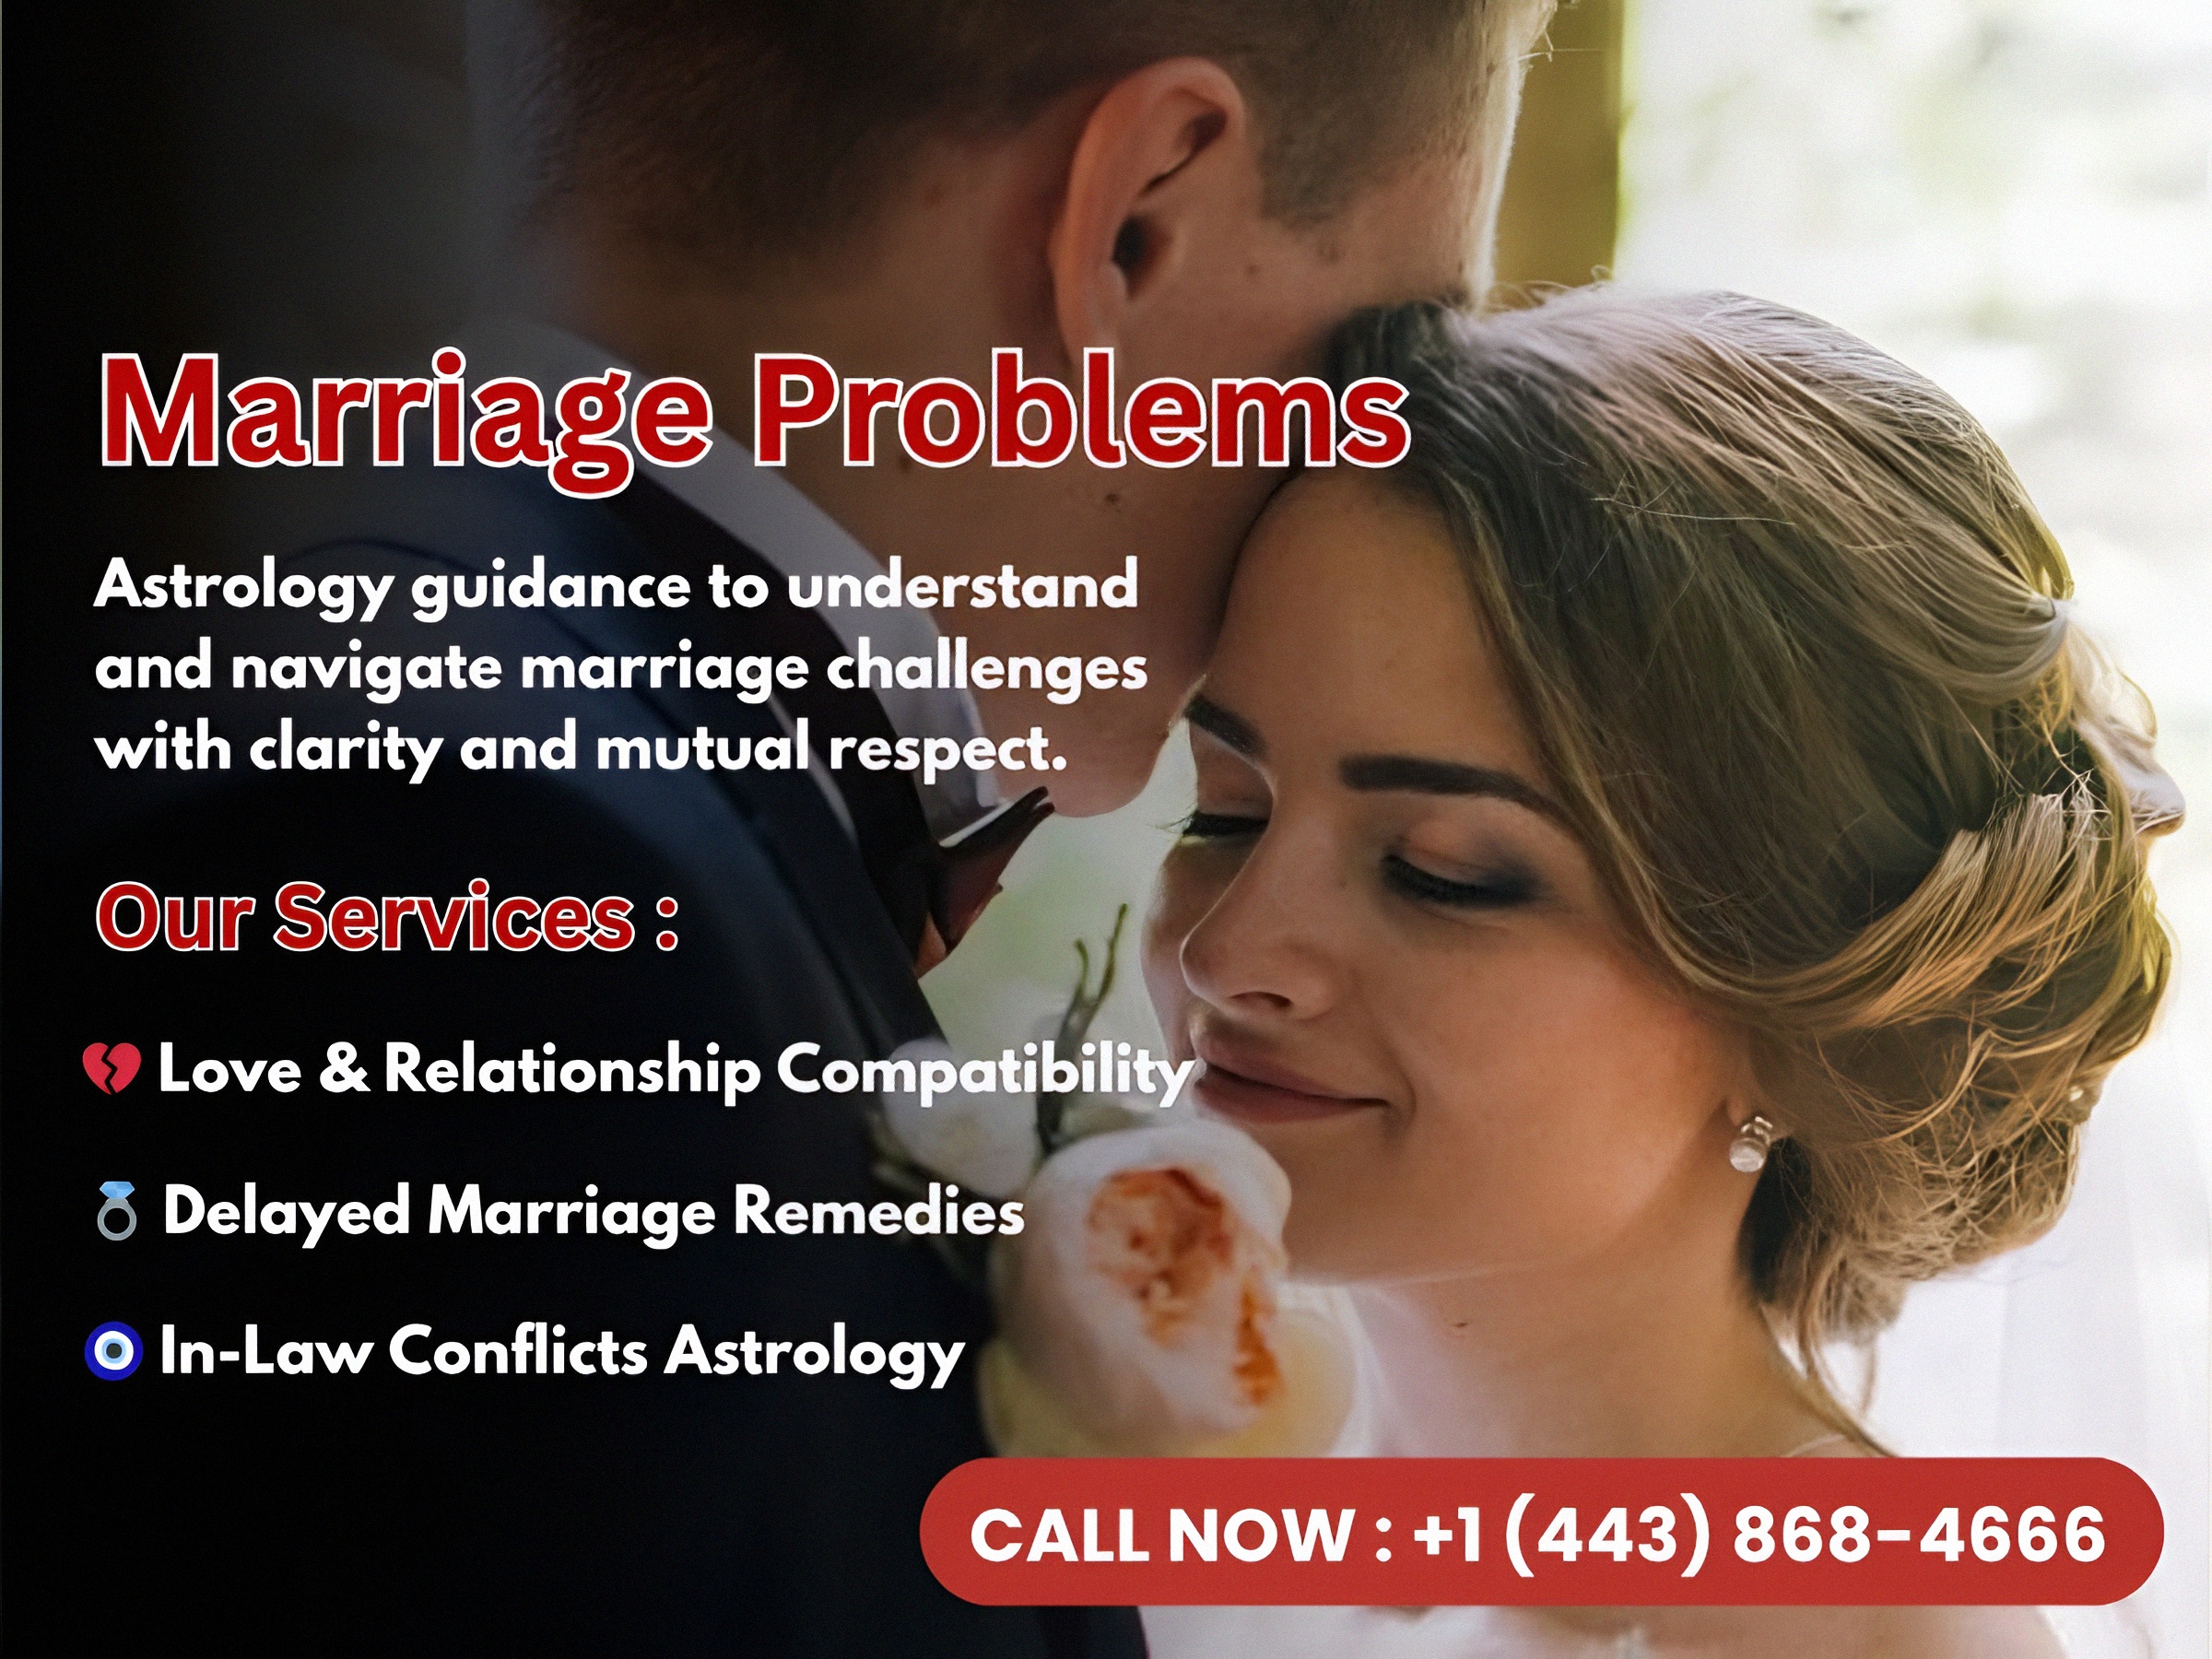 Marriage Problems
Astrology guidance to understand
and navigate marriage challenges
with clarity and mutual respect.
Our Services :
💔 Love & Relationship Compatibility
💍 Delayed Marriage Remedies
🧿 In-Law Conflicts Astrology
CALL NOW : +1 (443) 868-4666